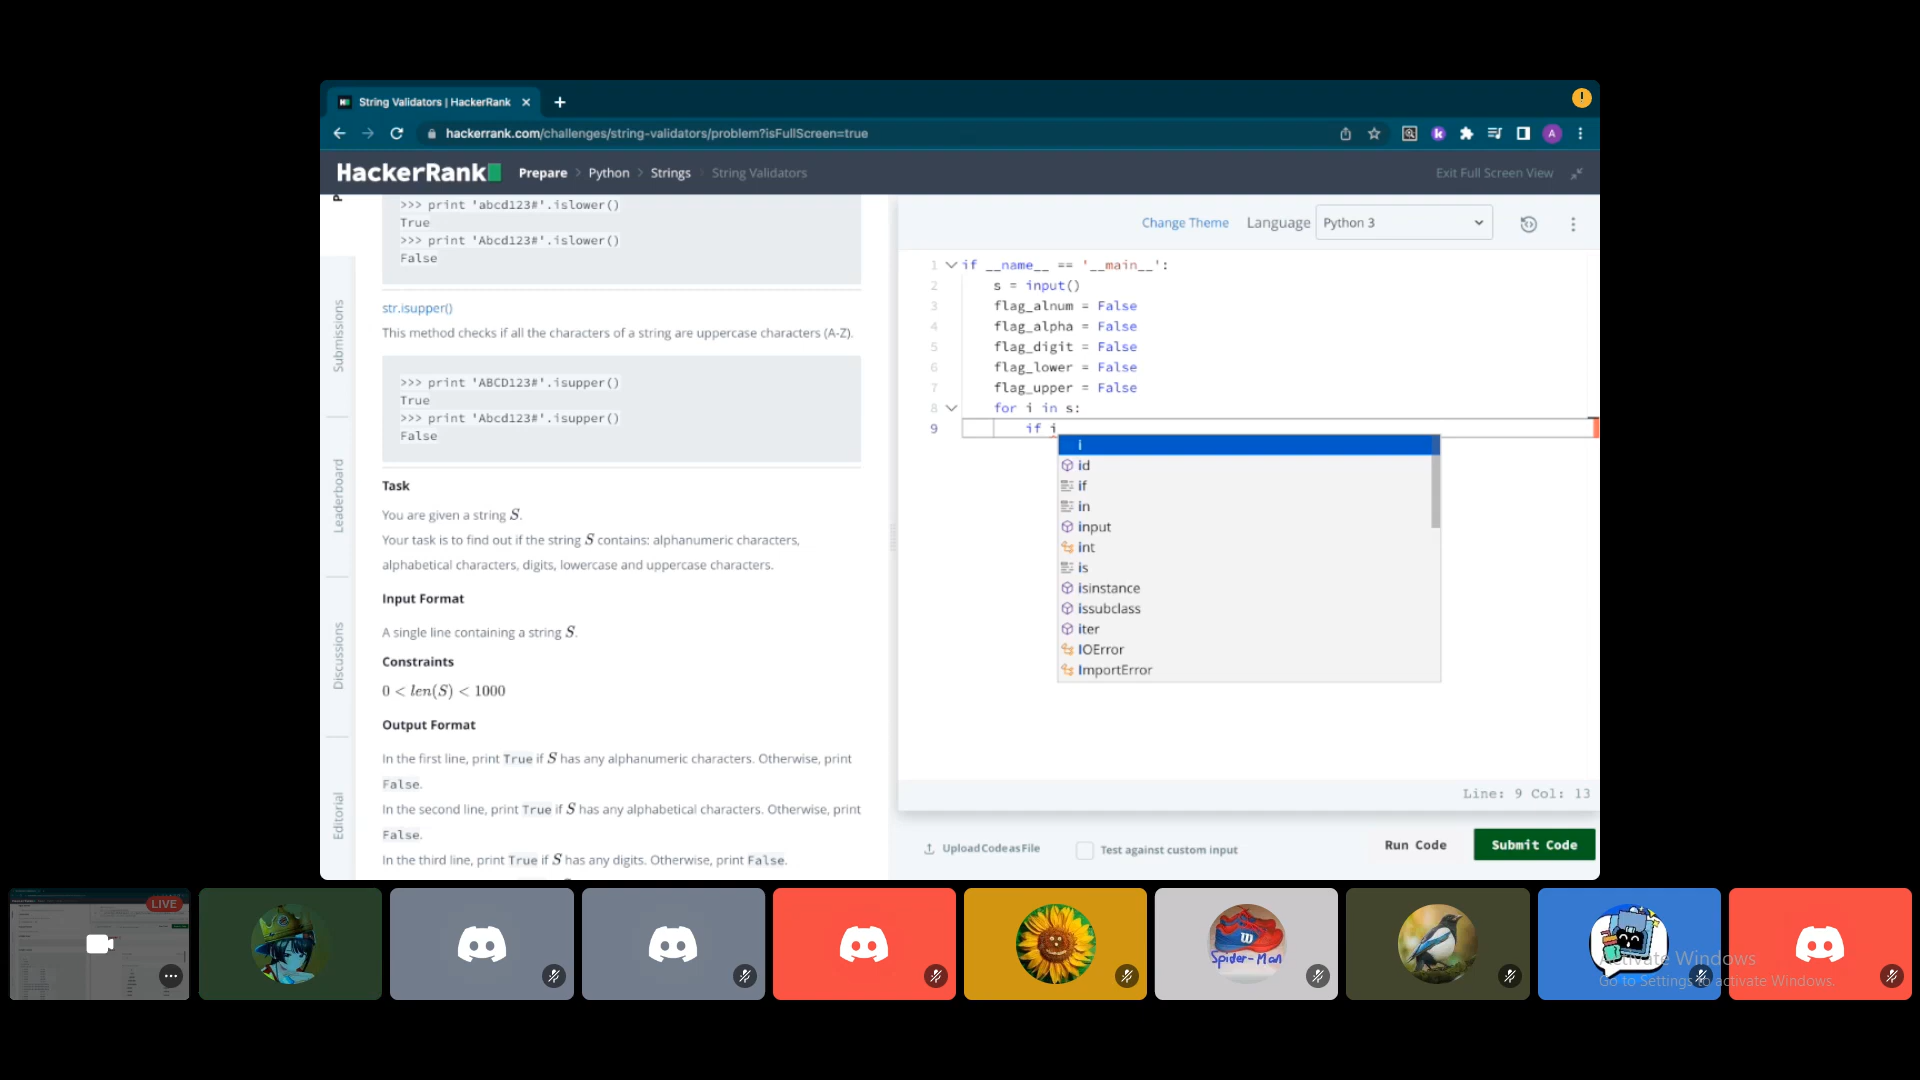 String Validators | HackerRank
hackerrank.com/challenges/string-validators/problem?isFullScreen=true
A
HackerRank
Prepare > Python > Strings > String Validators
Exit Full Screen View
>>> print 'abcd123#'.islower()
True
>>> print 'Abcd123#'.islower()
False
str.isupper()
This method checks if all the characters of a string are uppercase characters (A-Z).
>>> print 'ABCD123#'.isupper()
True
>>> print 'Abcd123#'.isupper()
False
Task
You are given a string S.
Your task is to find out if the string S contains: alphanumeric characters,
alphabetical characters, digits, lowercase and uppercase characters.
Input Format
A single line containing a string S.
Constraints
0 < len(S) < 1000
Output Format
In the first line, print True if S has any alphanumeric characters. Otherwise, print
False.
In the second line, print True if S has any alphabetical characters. Otherwise, print
False.
In the third line, print True if S has any digits. Otherwise, print False.
Submissions
Leaderboard
Discussions
Editorial
Change Theme Language Python 3
1 if __name__ == '__main__':
2 s = input()
3 flag_alnum = False
4 flag_alpha = False
5 flag_digit = False
6 flag_lower = False
7 flag_upper = False
8 for i in s:
9 if i
i
id
if
in
input
int
is
isinstance
issubclass
iter
IOError
ImportError
Line: 9 Col: 13
Upload Code as File
Test against custom input
Run Code
Submit Code
LIVE
W
Spider-Man
Activate Windows
Go to Settings to activate Windows.